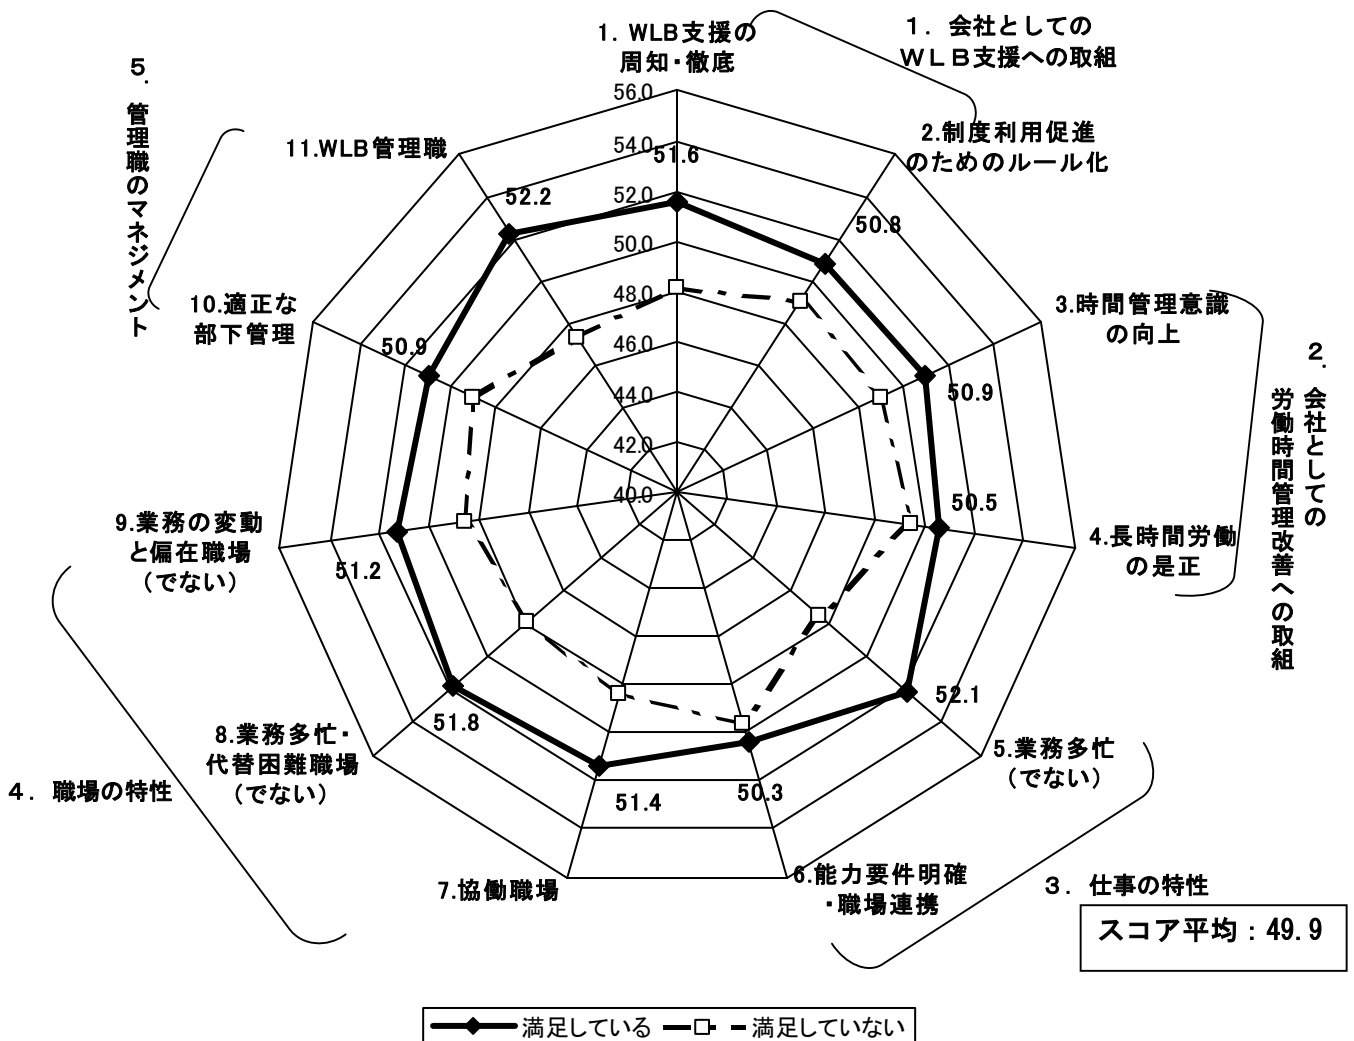 1. WLB支援の
周知・徹底
1. 会社としての
ＷＬＢ支援への取組
2.制度利用促進
のためのルール化
3.時間管理意識
の向上
2. 会社としての
労働時間管理改善への取組
4.長時間労働
の是正
5.業務多忙
（でない）
3. 仕事の特性
6.能力要件明確
・職場連携
7.協働職場
8.業務多忙・
代替困難職場
（でない）
4. 職場の特性
9.業務の変動
と偏在職場
（でない）
10.適正な
部下管理
11.WLB管理職
5. 管理職のマネジメント
56.0
54.0
52.0
50.0
48.0
46.0
44.0
42.0
40.0
51.6
50.8
50.9
50.5
52.1
50.3
51.4
51.8
51.2
50.9
52.2
スコア平均：49.9
満足している 満足していない